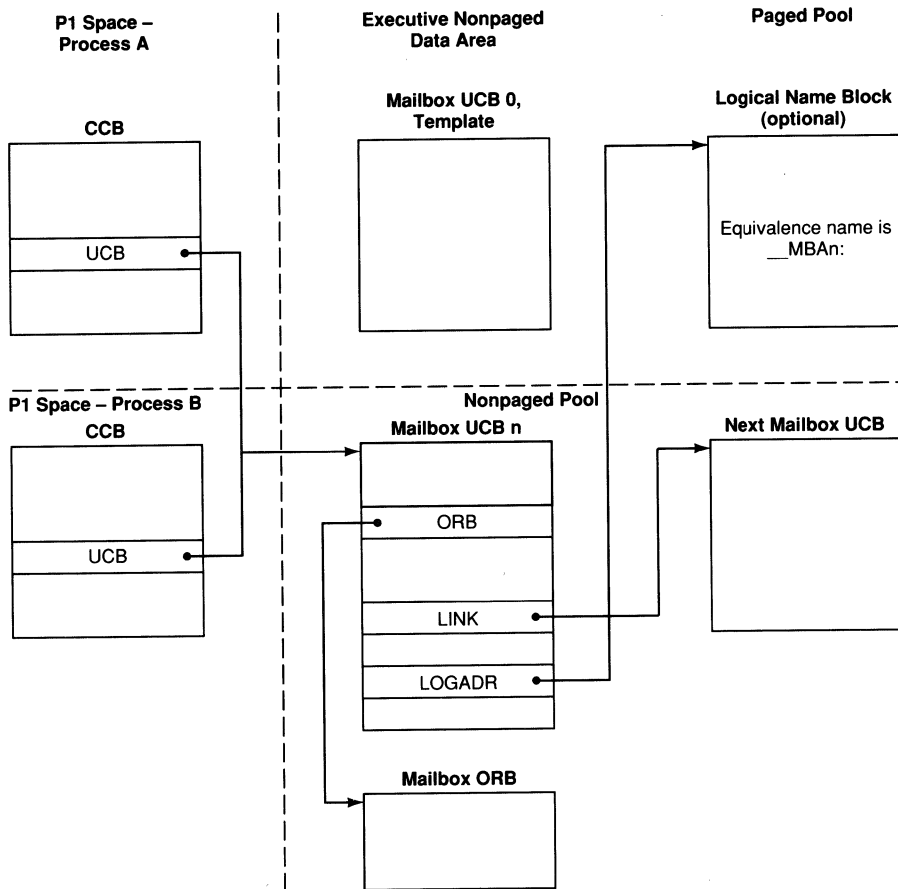 P1 Space –
Process A
Executive Nonpaged
Data Area
Paged Pool
CCB
UCB
Mailbox UCB 0,
Template
Logical Name Block
(optional)
Equivalence name is
__MBAn:
P1 Space – Process B
CCB
UCB
Nonpaged Pool
Mailbox UCB n
ORB
LINK
LOGADR
Next Mailbox UCB
Mailbox ORB